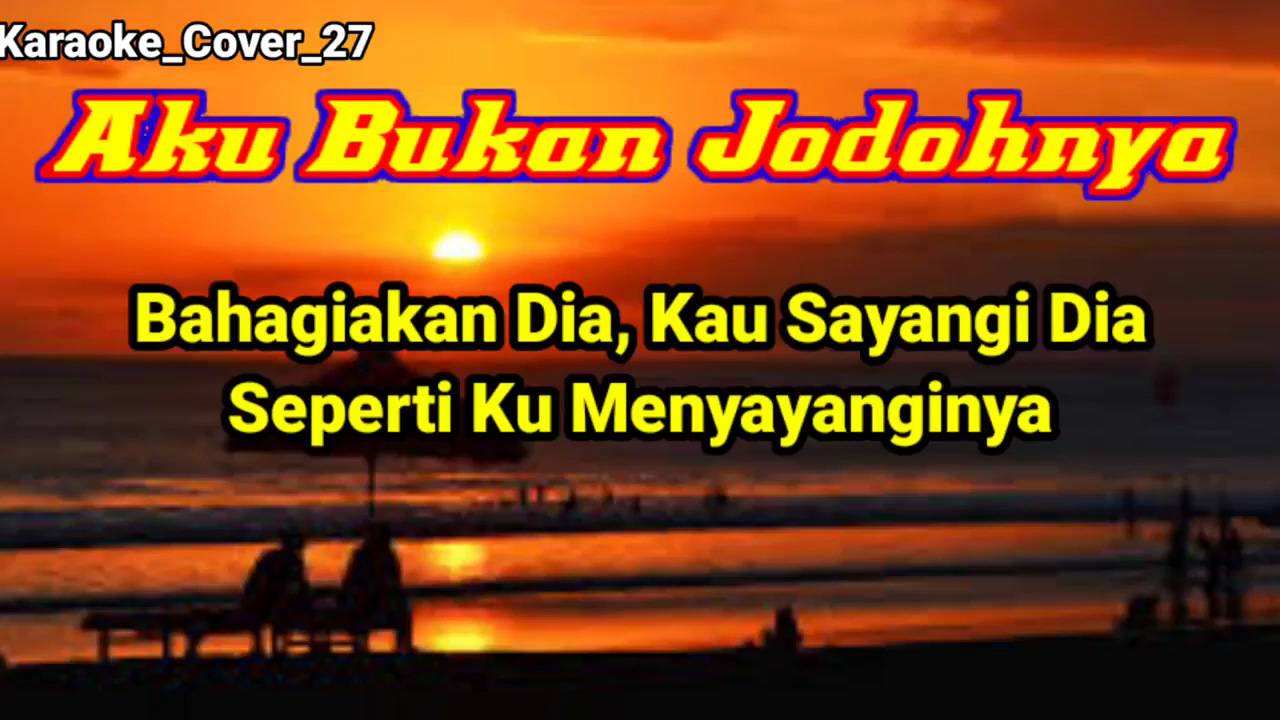 Karaoke_Cover_27
Aku Bukan Jodohnya
Bahagiakan Dia, Kau Sayangi Dia
Seperti Ku Menyayanginya